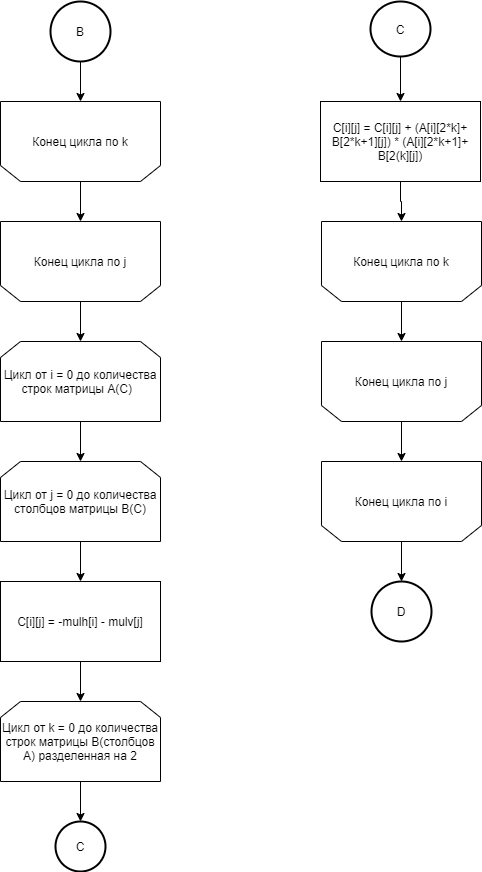 B
Конец цикла по k
Конец цикла по j
Цикл от i = 0 до количества
строк матрицы A(C)
Цикл от j = 0 до количества
столбцов матрицы B(C)
C[i][j] = -mulh[i] - mulv[j]
Цикл от k = 0 до количества
строк матрицы B(столбцов
A) разделенная на 2
C
C
C[i][j] = C[i][j] + (A[i][2*k]+
B[2*k+1][j]) * (A[i][2*k+1]+
B[2(k][j])
Конец цикла по k
Конец цикла по j
Конец цикла по i
D